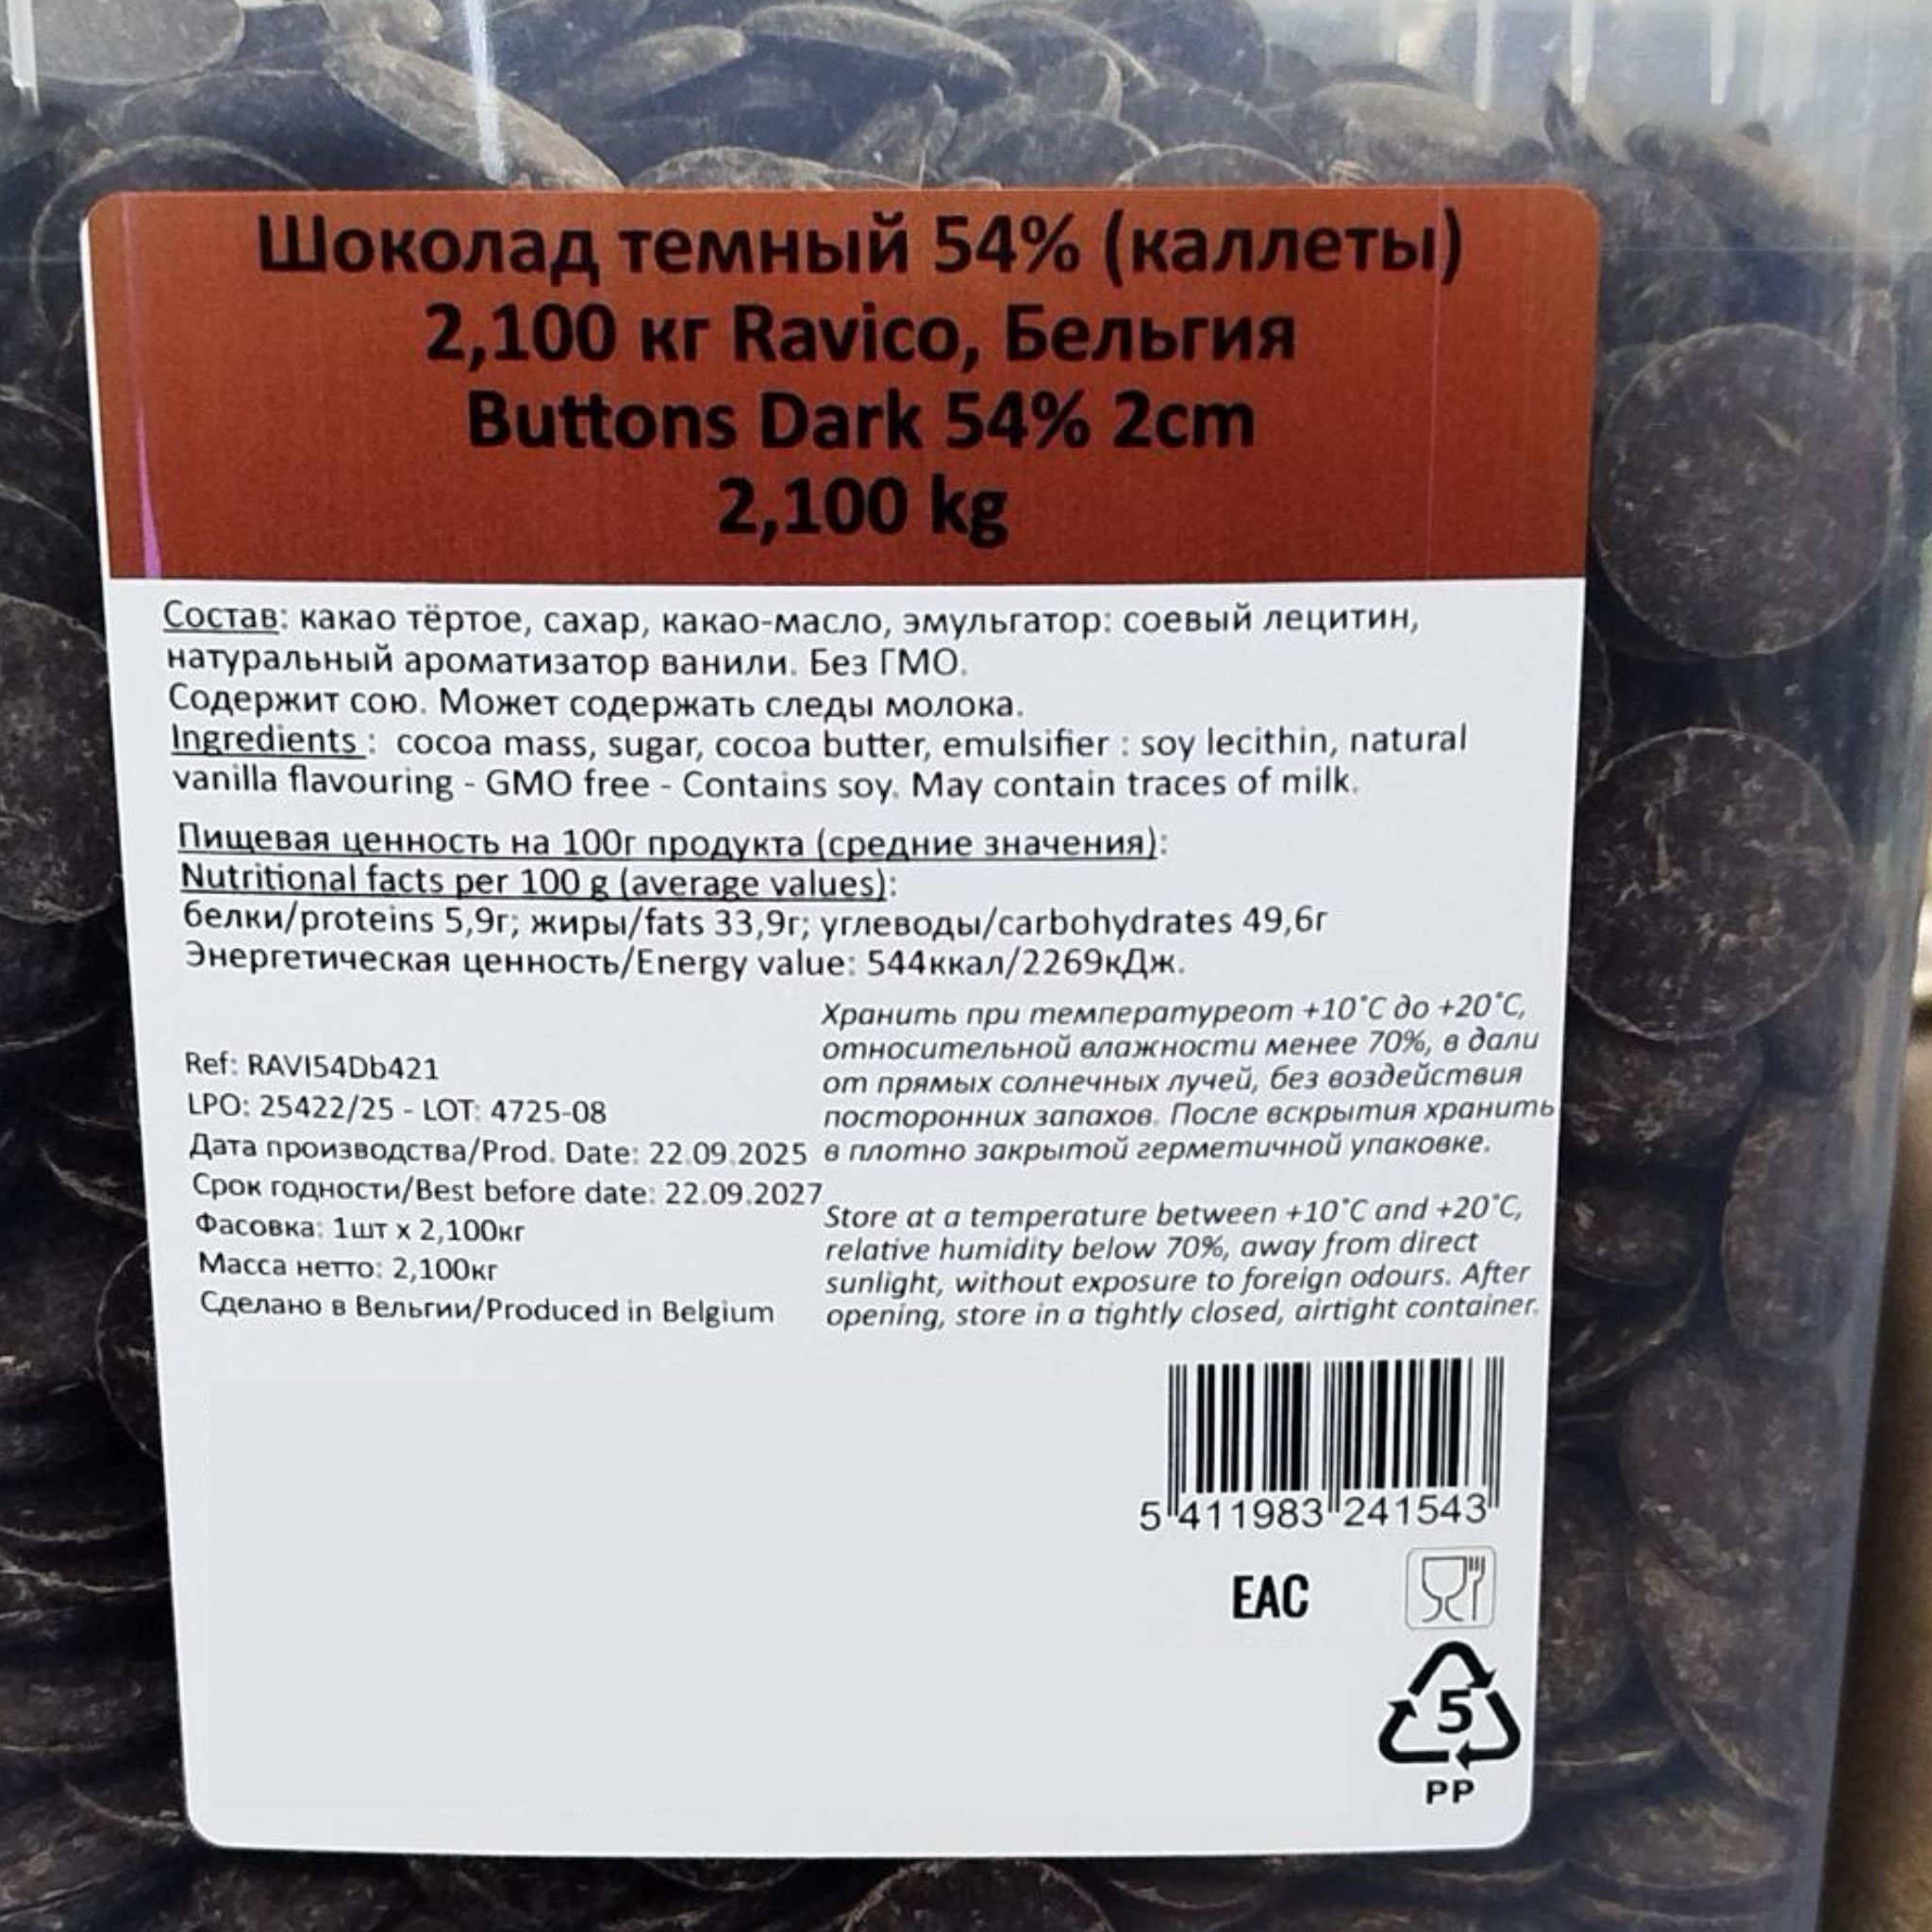 Шоколад темный 54% (каллеты)
2,100 кг Ravico, Бельгия
Buttons Dark 54% 2cm
2,100 kg
Состав: какао тёртое, сахар, какао-масло, эмульгатор: соевый лецитин,
натуральный ароматизатор ванили. Без ГМО.
Содержит сою. Может содержать следы молока.
Ingredients : cocoa mass, sugar, cocoa butter, emulsifier : soy lecithin, natural
vanilla flavouring - GMO free - Contains soy. May contain traces of milk.
Пищевая ценность на 100г продукта (средние значения):
Nutritional facts per 100 g (average values):
белки/proteins 5,9г; жиры/fats 33,9г; углеводы/carbohydrates 49,6г
Энергетическая ценность/Energy value: 544ккал/2269кДж.
Ref: RAVI54Db421
LPO: 25422/25 - LOT: 4725-08
Дата производства/Prod. Date: 22.09.2025
Срок годности/Best before date: 22.09.2027
Фасовка: 1шт x 2,100кг
Масса нетто: 2,100кг
Сделано в Вельгии/Produced in Belgium
Хранить при температуреот +10˚C до +20˚C,
относительной влажности менее 70%, в дали
от прямых солнечных лучей, без воздействия
посторонних запахов. После вскрытия хранить
в плотно закрытой герметичной упаковке.
Store at a temperature between +10˚C and +20˚C,
relative humidity below 70%, away from direct
sunlight, without exposure to foreign odours. After
opening, store in a tightly closed, airtight container.
5 411983 241543
EAC
5
PP